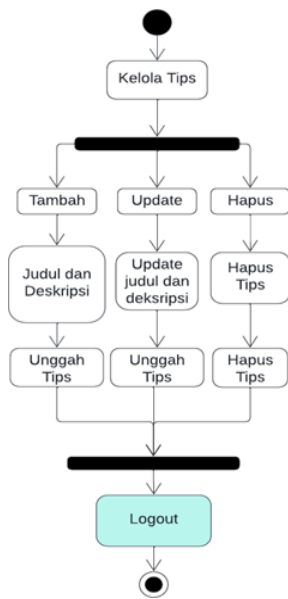 Kelola Tips
Tambah
Update
Hapus
Judul dan
Deskripsi
Update
judul dan
deksripsi
Hapus
Tips
Unggah
Tips
Unggah
Tips
Hapus
Tips
Logout